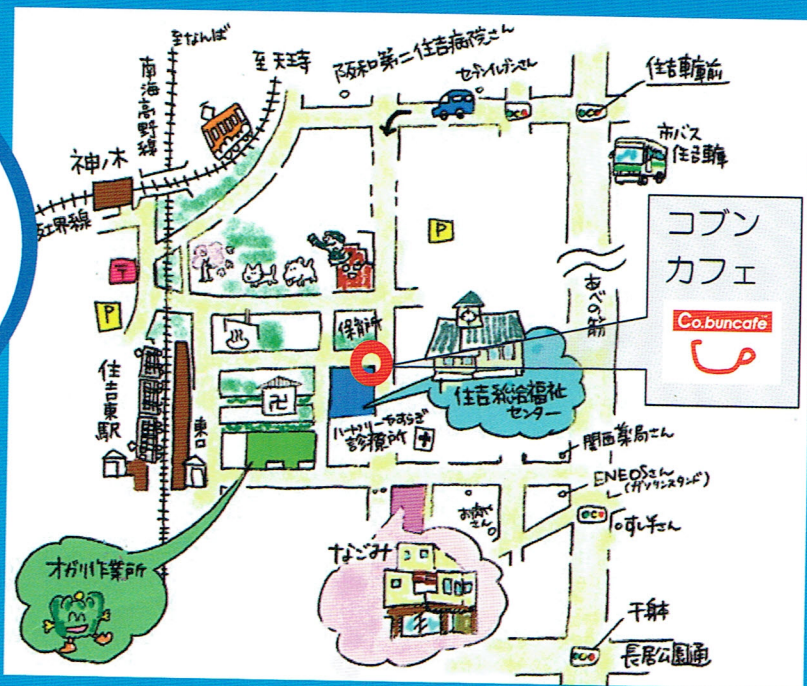 至なんば
南海高野線
至天王寺
阪和第二住吉病院さん
セブンイレブンさん
住吉車庫前
市バス
住吉車庫
神ノ木
阪堺線
〒
P
P
コブン
カフェ
Co.buncafe
あべの筋
保育所
住吉総合福祉
センター
住吉東駅
東口
卍
ハートフリーやすらぎ
診療所
関西薬局さん
ENEOSさん
(ガソリンスタンド)
すし半さん
なごみ
オガリ作業所
千躰
長居公園通